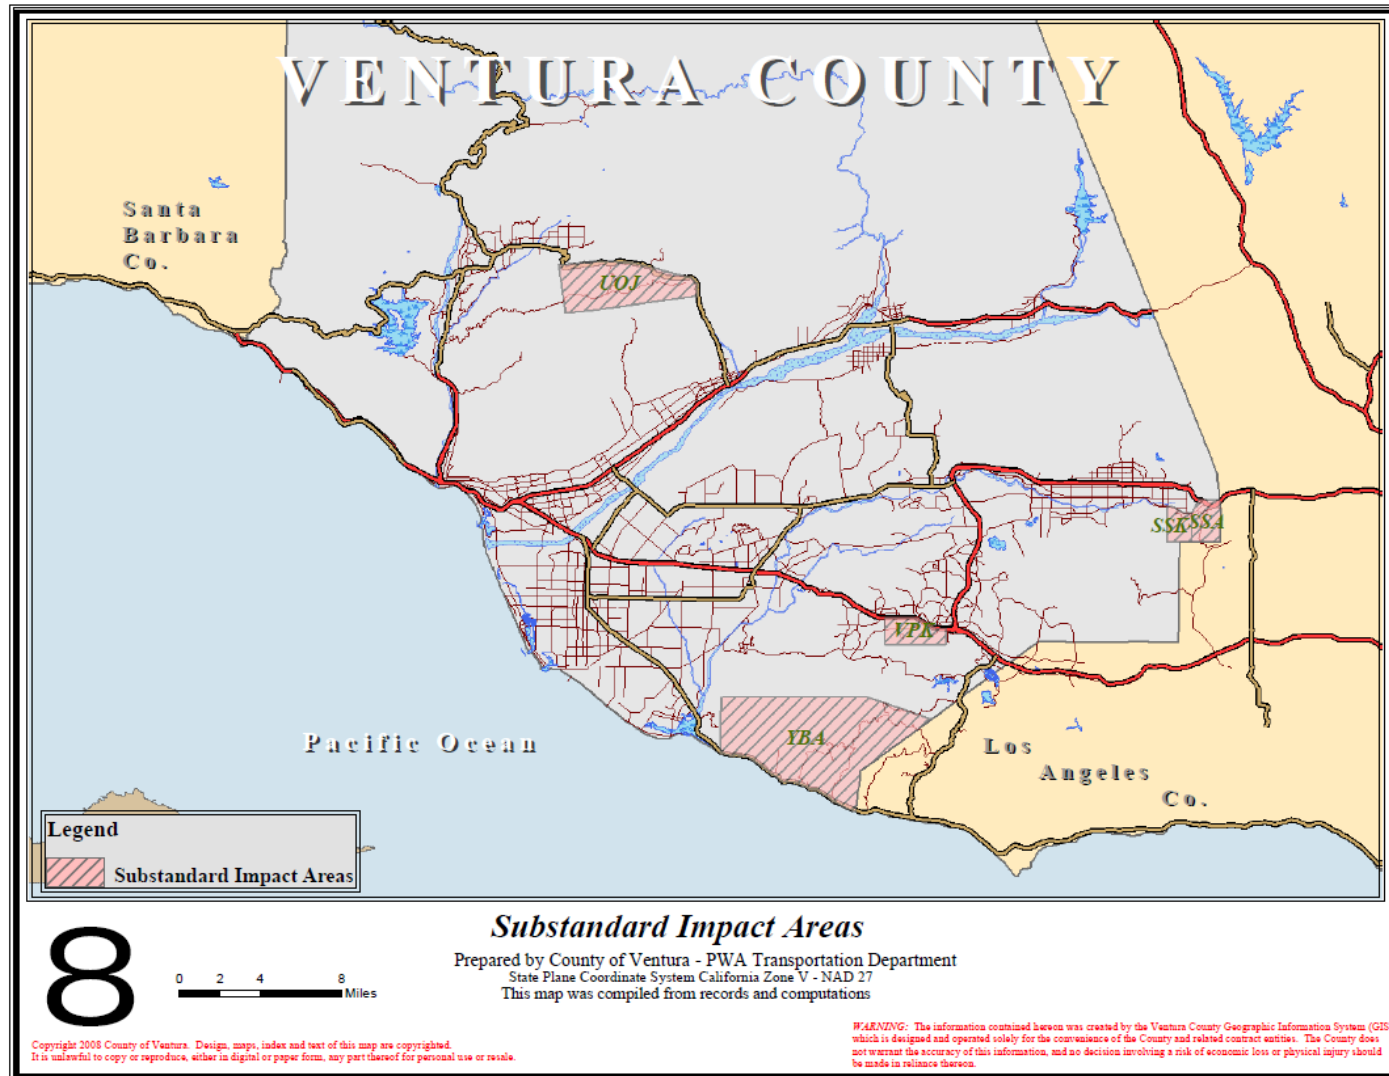 VENTURA COUNTY
Santa
Barbara
Co.
UOJ
SSK
SSA
VPK
YBA
Pacific Ocean
Los
Angeles
Co.
Legend
Substandard Impact Areas
8
Substandard Impact Areas
Prepared by County of Ventura - PWA Transportation Department
State Plane Coordinate System California Zone V - NAD 27
This map was compiled from records and computations
0 2 4 8
Miles
Copyright 2008 County of Ventura. Design, maps, index and text of this map are copyrighted.
It is unlawful to copy or reproduce, either in digital or paper form, any part thereof for personal use or resale.
WARNING: The information contained hereon was created by the Ventura County Geographic Information System (GIS
which is designed and operated solely for the convenience of the County and related contract entities. The County does
not warrant the accuracy of this information, and no decision involving a risk of economic loss or physical injury should
be made in reliance thereon.